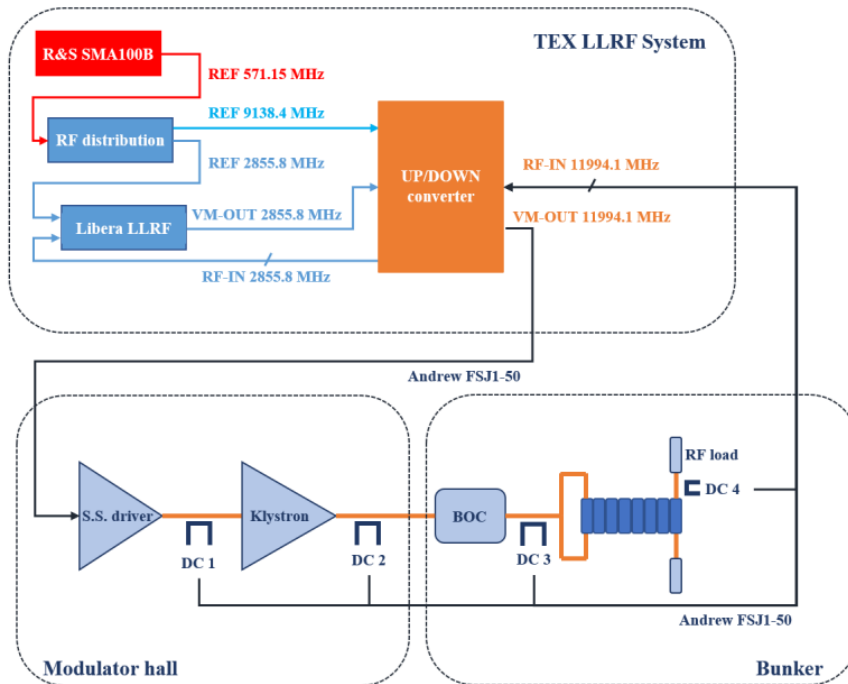 TEX LLRF System
R&S SMA100B
REF 571.15 MHz
REF 9138.4 MHz
RF distribution
REF 2855.8 MHz
UP/DOWN
converter
RF-IN 11994.1 MHz
VM-OUT 2855.8 MHz
VM-OUT 11994.1 MHz
Libera LLRF
RF-IN 2855.8 MHz
Andrew FSJ1-50
RF load
DC 4
S.S. driver
Klystron
BOC
DC 1
DC 2
DC 3
Andrew FSJ1-50
Modulator hall
Bunker